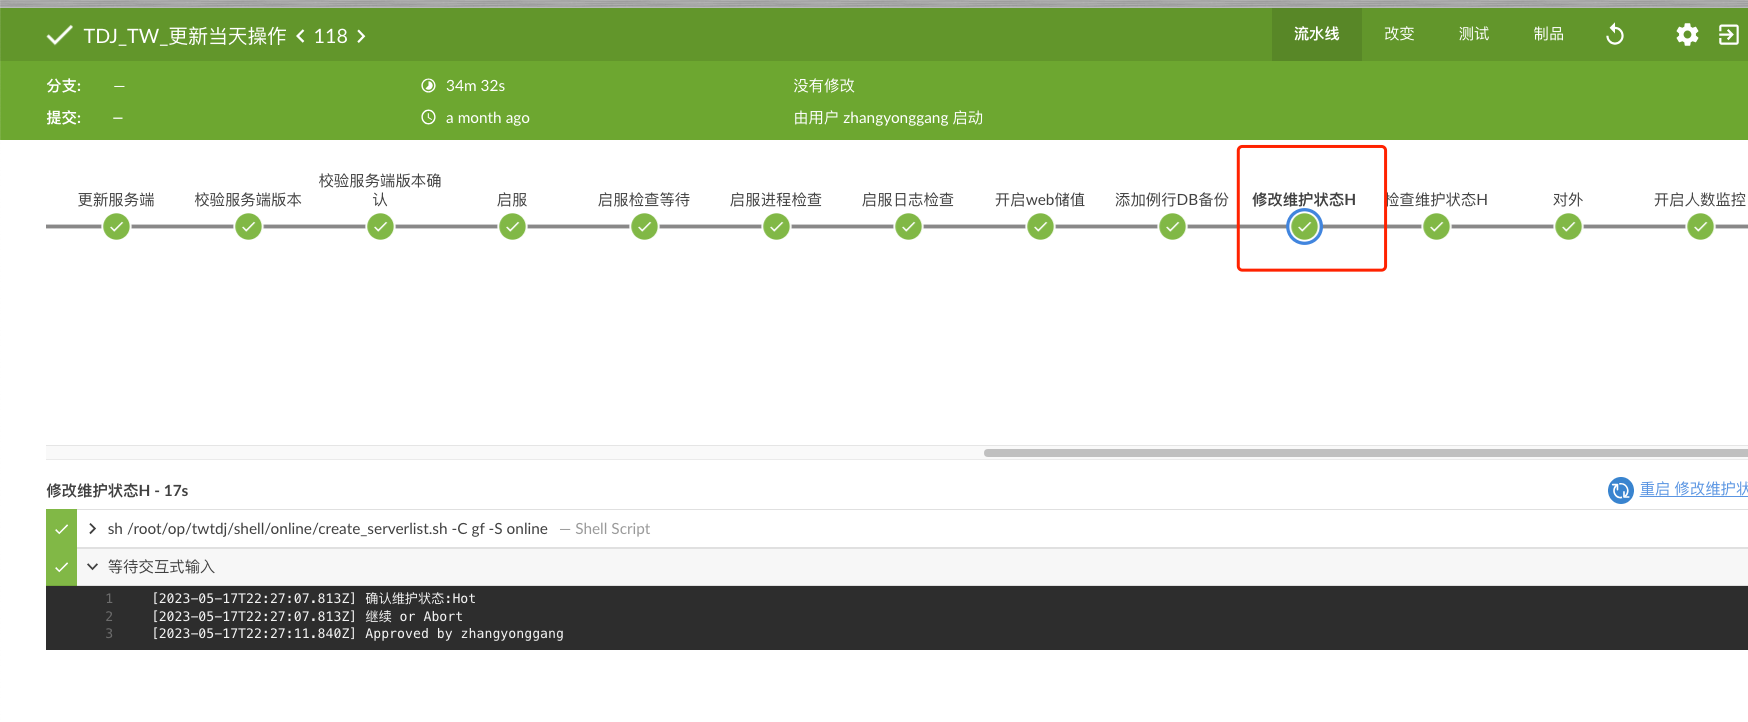 TDJ_TW_更新当天操作 < 118 >
流水线
改变
测试
制品
分支: —
34m 32s
没有修改
提交: —
a month ago
由用户 zhangyonggang 启动
更新服务端
校验服务端版本
校验服务端版本确
认
启服
启服检查等待
启服进程检查
启服日志检查
开启web储值
添加例行DB备份
修改维护状态H
检查维护状态H
对外
开启人数监控
修改维护状态H - 17s
重启 修改维护状
sh /root/op/twtdj/shell/online/create_serverlist.sh -C gf -S online — Shell Script
等待交互式输入
1 [2023-05-17T22:27:07.813Z] 确认维护状态:Hot
2 [2023-05-17T22:27:07.813Z] 继续 or Abort
3 [2023-05-17T22:27:11.840Z] Approved by zhangyonggang